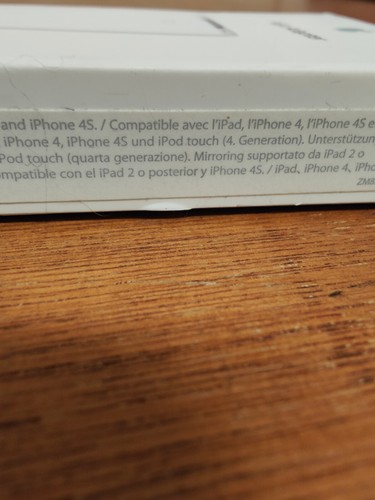 and iPhone 4S. / Compatible avec l'iPad, l'iPhone 4, l'iPhone 4S e
iPhone 4, iPhone 4S und iPod touch (4. Generation). Unterstützun
Pod touch (quarta generazione). Mirroring supportato da iPad 2 o
mpatible con el iPad 2 o posterior y iPhone 4S. / iPad, iPhone 4, iPho